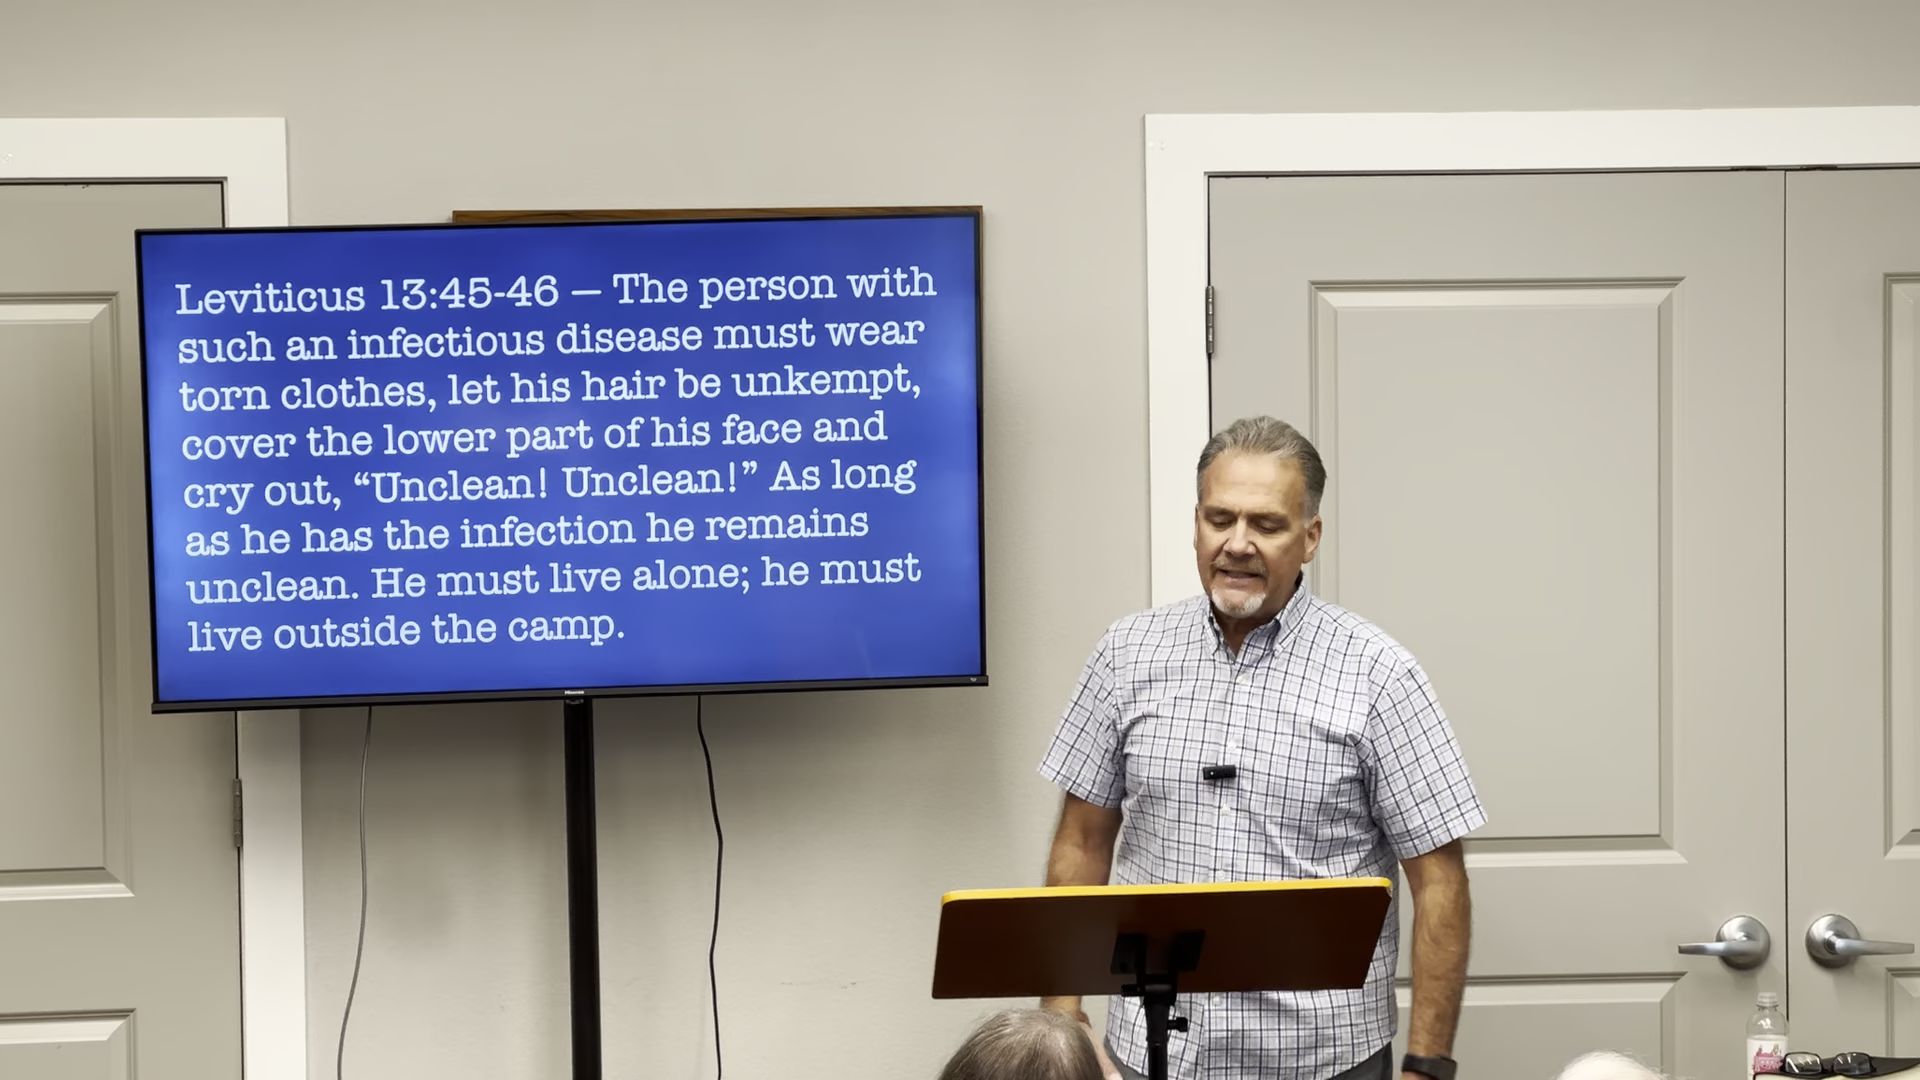 Leviticus 13:45-46 — The person with
such an infectious disease must wear
torn clothes, let his hair be unkempt,
cover the lower part of his face and
cry out, “Unclean! Unclean!” As long
as he has the infection he remains
unclean. He must live alone; he must
live outside the camp.
Hisense